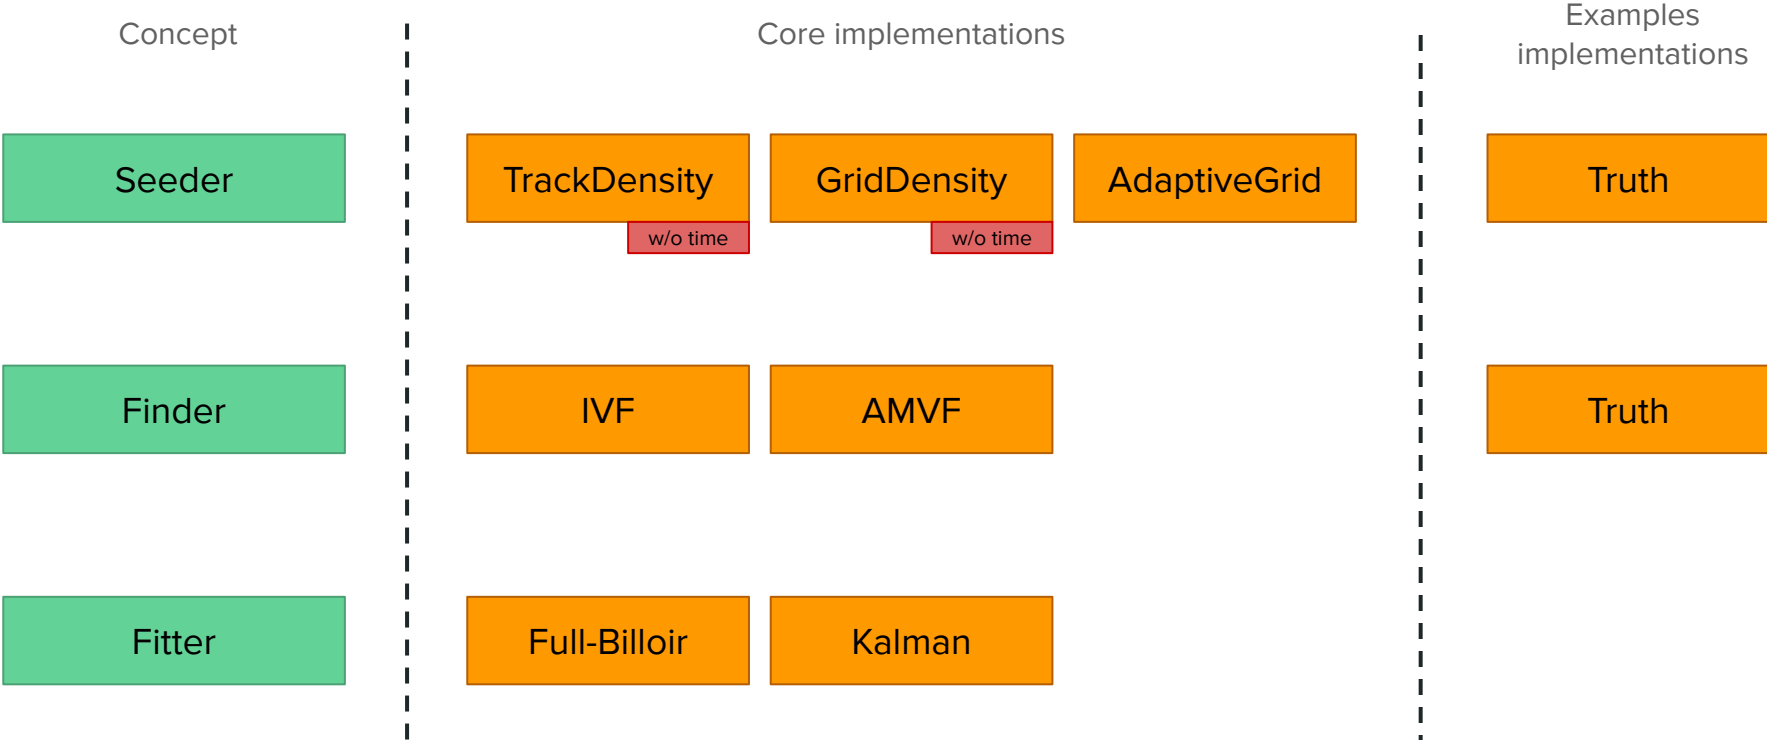 Concept
Core implementations
Examples
implementations
Seeder
TrackDensity
GridDensity
AdaptiveGrid
Truth
w/o time
w/o time
Finder
IVF
AMVF
Truth
Fitter
Full-Billoir
Kalman